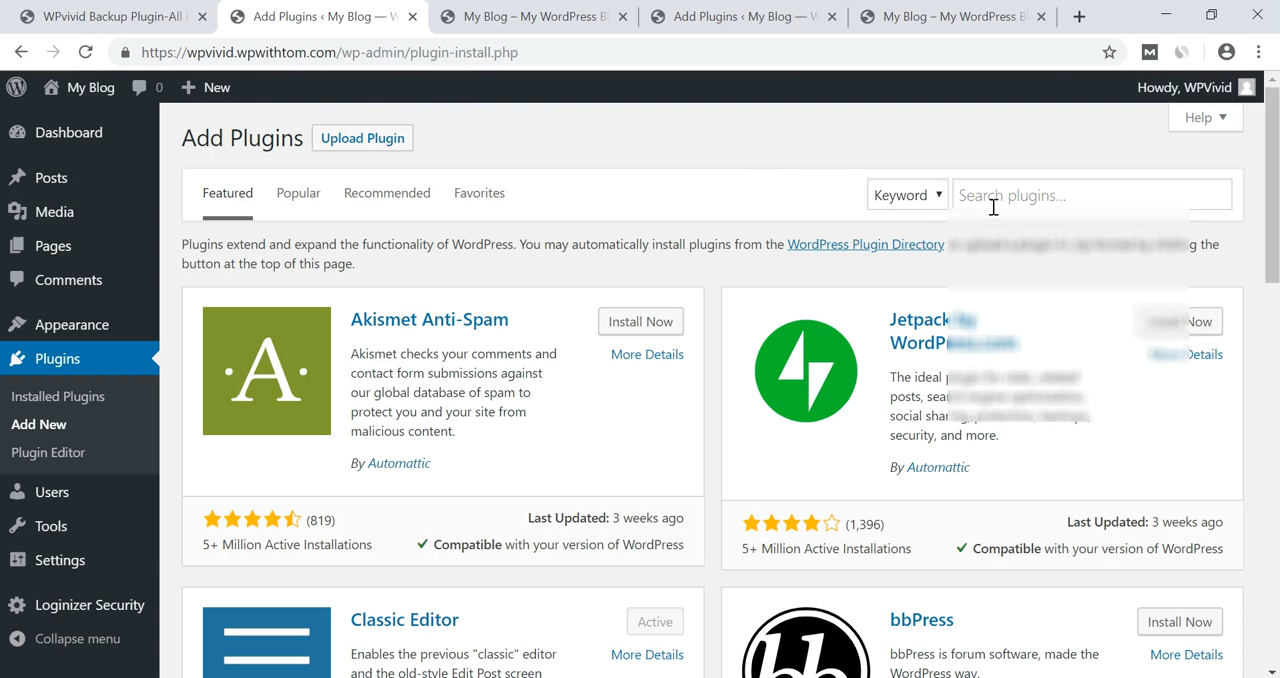 WPvivid Backup Plugin-All i
Add Plugins ‹ My Blog — W
My Blog – My WordPress Bl
Add Plugins ‹ My Blog — W
My Blog – My WordPress Bl
https://wpvivid.wpwithtom.com/wp-admin/plugin-install.php
My Blog 0 New
Howdy, WPVivid
Help
Dashboard
Posts
Media
Pages
Comments
Appearance
Plugins
Installed Plugins
Add New
Plugin Editor
Users
Tools
Settings
Loginizer Security
Collapse menu
Add Plugins Upload Plugin
Featured Popular Recommended Favorites
Keyword Search plugins...
Plugins extend and expand the functionality of WordPress. You may automatically install plugins from the WordPress Plugin Directory the
button at the top of this page.
Akismet Anti-Spam
Install Now
More Details
Akismet checks your comments and
contact form submissions against
our global database of spam to
protect you and your site from
malicious content.
By Automattic
(819)
Last Updated: 3 weeks ago
5+ Million Active Installations
Compatible with your version of WordPress
Jetpack
Now
Details
The ideal
posts,
social
security, and more.
By Automattic
(1,396)
Last Updated: 3 weeks ago
5+ Million Active Installations
Compatible with your version of WordPress
Classic Editor
Active
More Details
Enables the previous "classic" editor
and the old-style Edit Post screen
bbPress
Install Now
More Details
bbPress is forum software, made the
WordPress way.